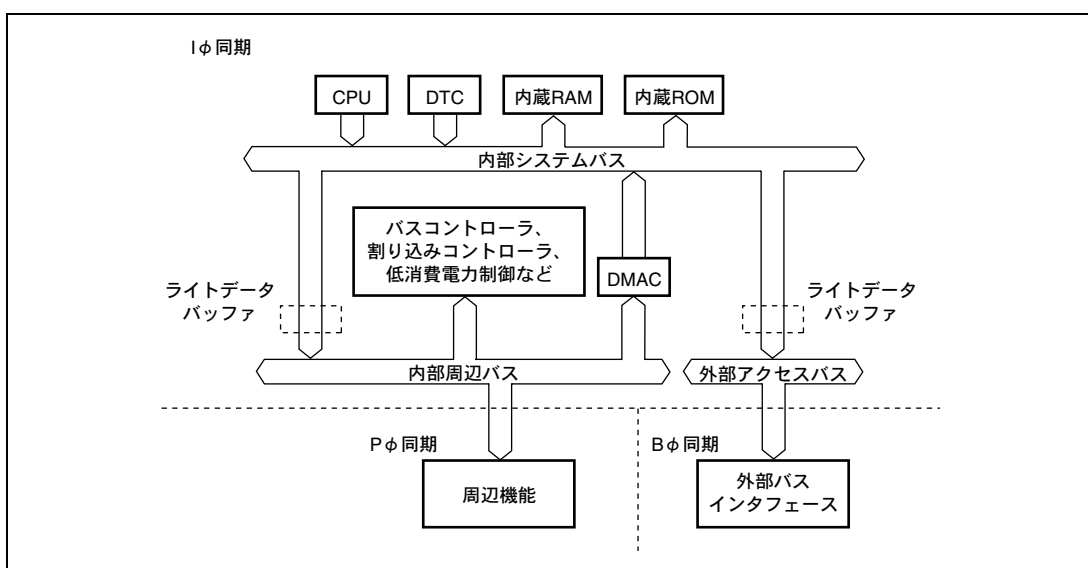 Iφ同期
CPU
DTC
内蔵RAM
内蔵ROM
内部システムバス
バスコントローラ、
割り込みコントローラ、
低消費電力制御など
DMAC
ライトデータ
バッファ
ライトデータ
バッファ
内部周辺バス
外部アクセスバス
Pφ同期
Bφ同期
周辺機能
外部バス
インタフェース